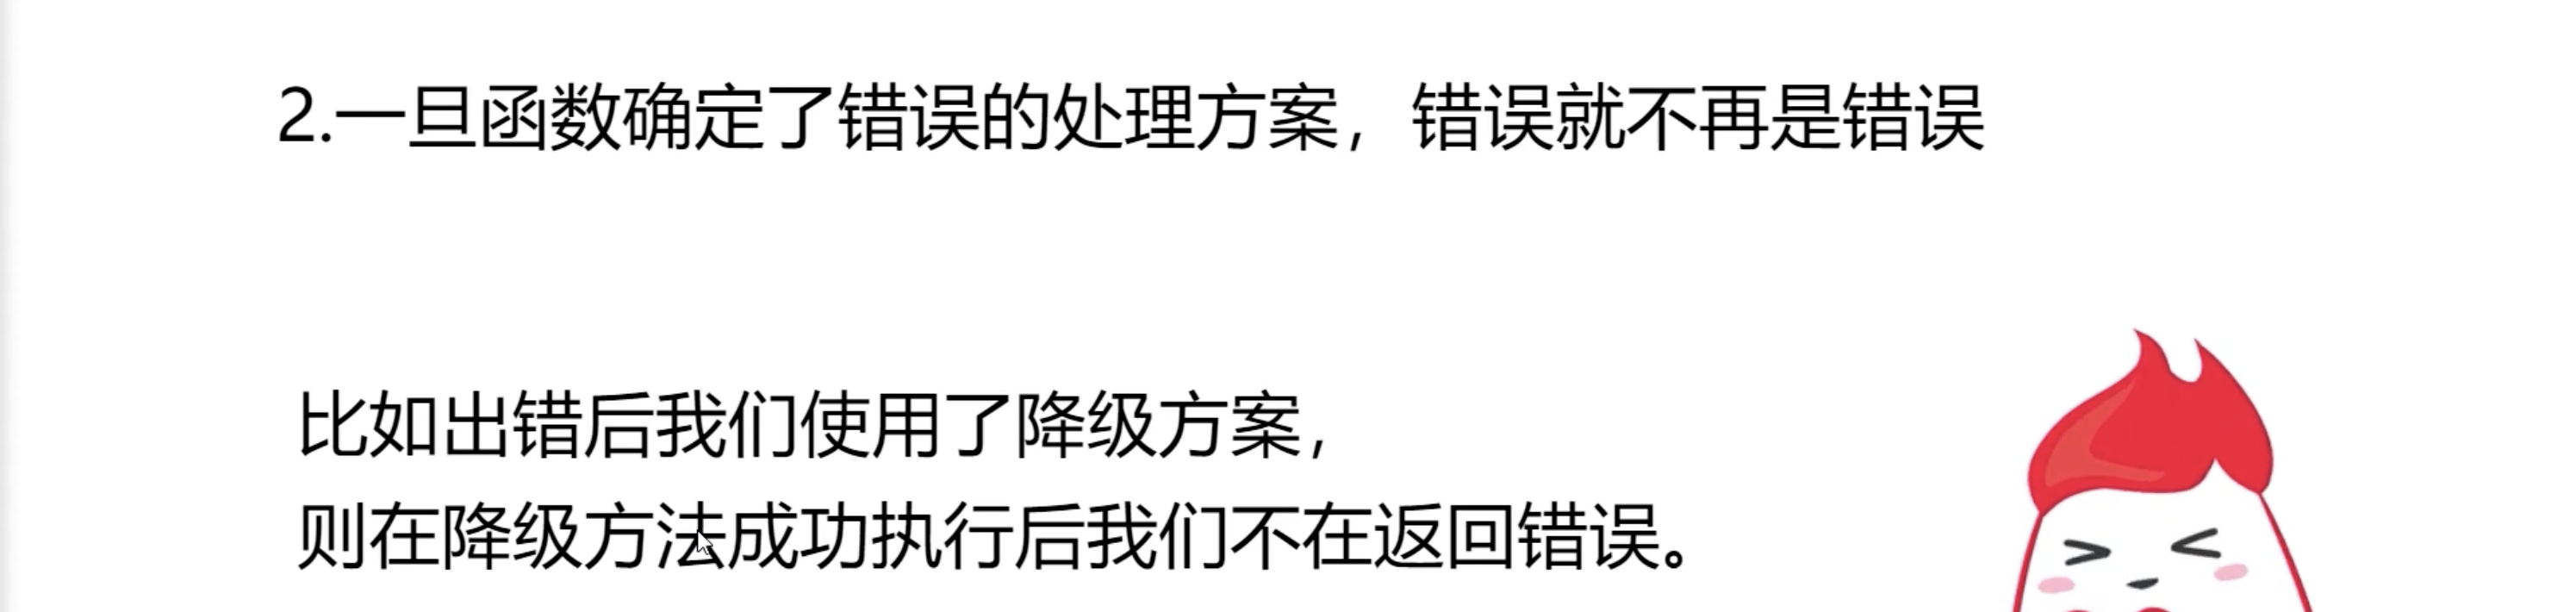 2.一旦函数确定了错误的处理方案，错误就不再是错误
比如出错后我们使用了降级方案，
则在降级方法成功执行后我们不在返回错误。